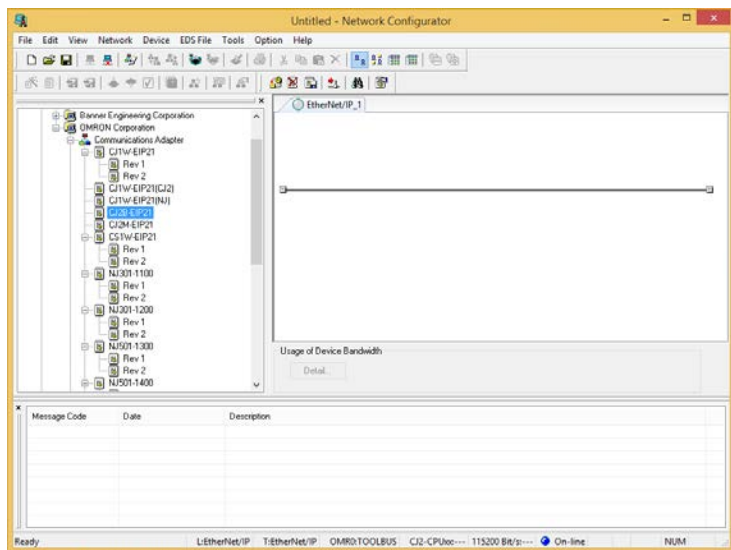 Untitled - Network Configurator
File Edit View Network Device EDS File Tools Option Help
EtherNet/IP_1
Banner Engineering Corporation
OMRON Corporation
Communications Adapter
CJ1W-EIP21
Rev 1
Rev 2
CJ1W-EIP21(CJ2)
CJ1W-EIP21(NJ)
CJ2B-EIP21
CJ2M-EIP21
CS1W-EIP21
Rev 1
Rev 2
NJ301-1100
Rev 1
Rev 2
NJ301-1200
Rev 1
Rev 2
NJ501-1300
Rev 1
Rev 2
NJ501-1400
Usage of Device Bandwidth
Detail...
Message Code Date Description
Ready L:EtherNet/IP T:EtherNet/IP OMR0:TOOLBUS CJ2-CPUxx--- 115200 Bit/s:--- On-line NUM